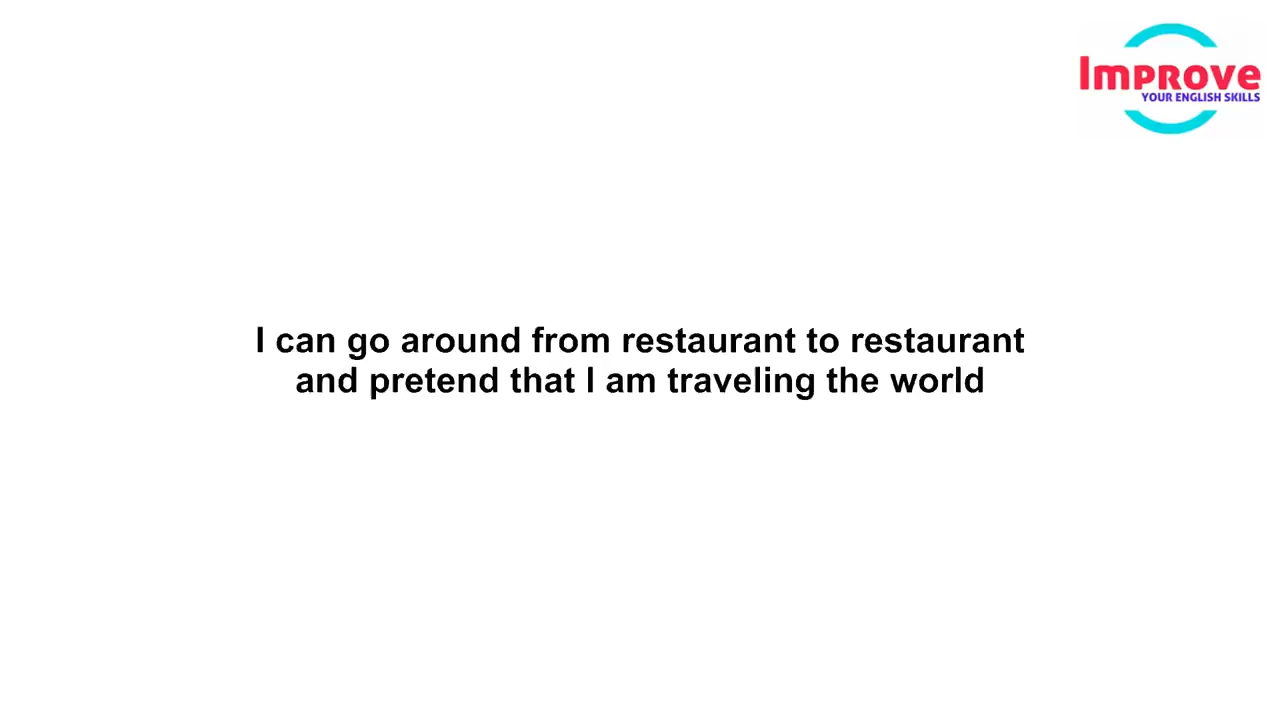 Improve
YOUR ENGLISH SKILLS
I can go around from restaurant to restaurant
and pretend that I am traveling the world